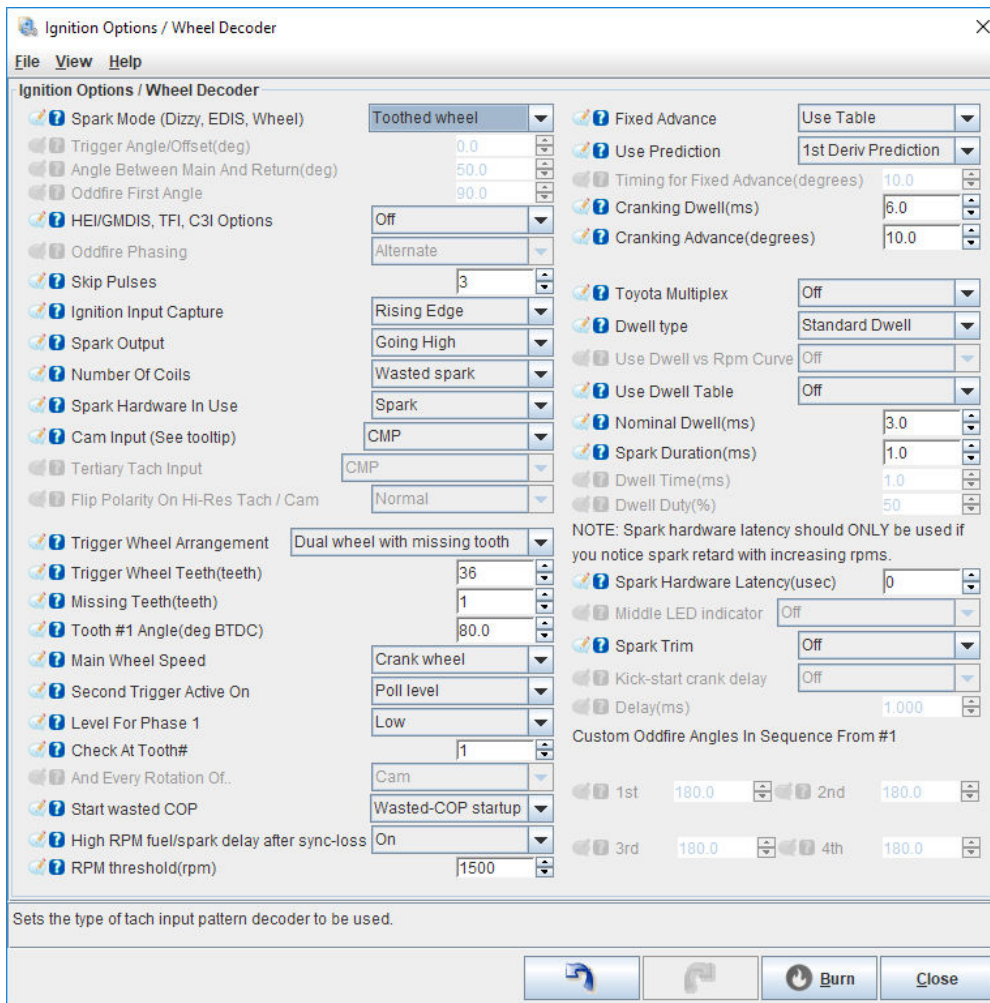 Ignition Options / Wheel Decoder
File View Help
Ignition Options / Wheel Decoder
Spark Mode (Dizzy, EDIS, Wheel) Toothed wheel
Trigger Angle/Offset(deg) 0.0
Angle Between Main And Return(deg) 50.0
Oddfire First Angle 90.0
HEI/GMDIS, TFI, C3I Options Off
Oddfire Phasing Alternate
Skip Pulses 3
Ignition Input Capture Rising Edge
Spark Output Going High
Number Of Coils Wasted spark
Spark Hardware In Use Spark
Cam Input (See tooltip) CMP
Tertiary Tach Input CMP
Flip Polarity On Hi-Res Tach / Cam Normal
Trigger Wheel Arrangement Dual wheel with missing tooth
Trigger Wheel Teeth(teeth) 36
Missing Teeth(teeth) 1
Tooth #1 Angle(deg BTDC) 80.0
Main Wheel Speed Crank wheel
Second Trigger Active On Poll level
Level For Phase 1 Low
Check At Tooth# 1
And Every Rotation Of.. Cam
Start wasted COP Wasted-COP startup
High RPM fuel/spark delay after sync-loss On
RPM threshold(rpm) 1500
Fixed Advance Use Table
Use Prediction 1st Deriv Prediction
Timing for Fixed Advance(degrees) 10.0
Cranking Dwell(ms) 6.0
Cranking Advance(degrees) 10.0
Toyota Multiplex Off
Dwell type Standard Dwell
Use Dwell vs Rpm Curve Off
Use Dwell Table Off
Nominal Dwell(ms) 3.0
Spark Duration(ms) 1.0
Dwell Time(ms) 1.0
Dwell Duty(%) 50
NOTE: Spark hardware latency should ONLY be used if
you notice spark retard with increasing rpms.
Spark Hardware Latency(usec) 0
Middle LED indicator Off
Spark Trim Off
Kick-start crank delay Off
Delay(ms) 1.000
Custom Oddfire Angles In Sequence From #1
1st 180.0 2nd 180.0
3rd 180.0 4th 180.0
Sets the type of tach input pattern decoder to be used.
Burn Close